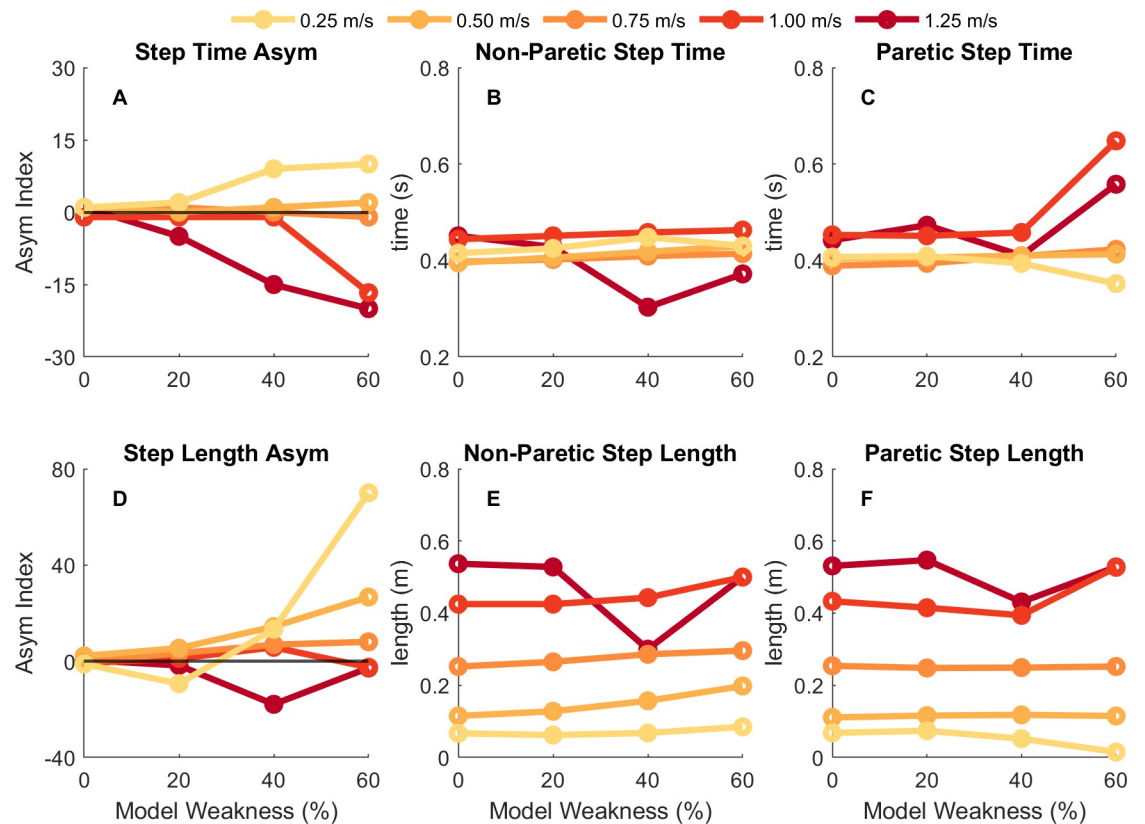 0.25 m/s 0.50 m/s 0.75 m/s 1.00 m/s 1.25 m/s
Step Time Asym
A
Asym Index
30
15
0
-15
-30
0 20 40 60
Non-Paretic Step Time
B
time (s)
0.8
0.6
0.4
0.2
0 20 40 60
Paretic Step Time
C
time (s)
0.8
0.6
0.4
0.2
0 20 40 60
Step Length Asym
D
Asym Index
80
40
0
-40
0 20 40 60
Model Weakness (%)
Non-Paretic Step Length
E
length (m)
0.8
0.6
0.4
0.2
0
0 20 40 60
Model Weakness (%)
Paretic Step Length
F
length (m)
0.8
0.6
0.4
0.2
0
0 20 40 60
Model Weakness (%)